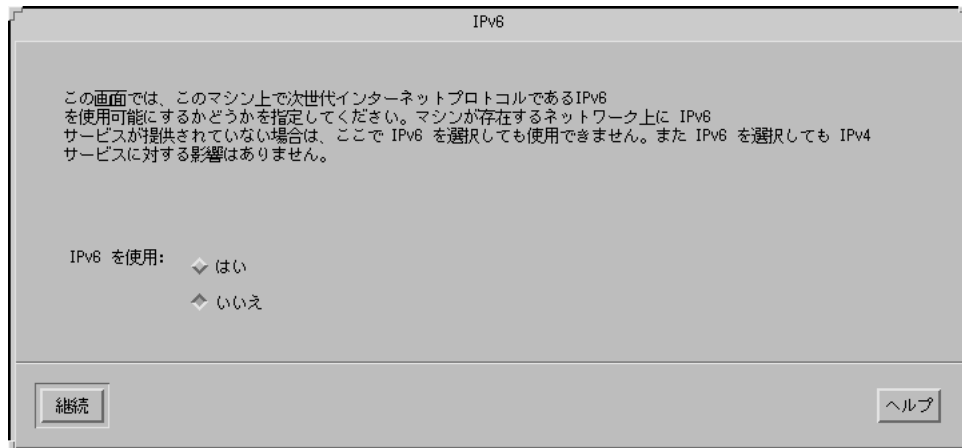 IPv6
この画面では、このマシン上で次世代インターネットプロトコルであるIPv6
を使用可能にするかどうかを指定してください。マシンが存在するネットワーク上に IPv6
サービスが提供されていない場合は、ここで IPv6 を選択しても使用できません。また IPv6 を選択しても IPv4
サービスに対する影響はありません。
IPv6 を使用:
はい
いいえ
継続
ヘルプ